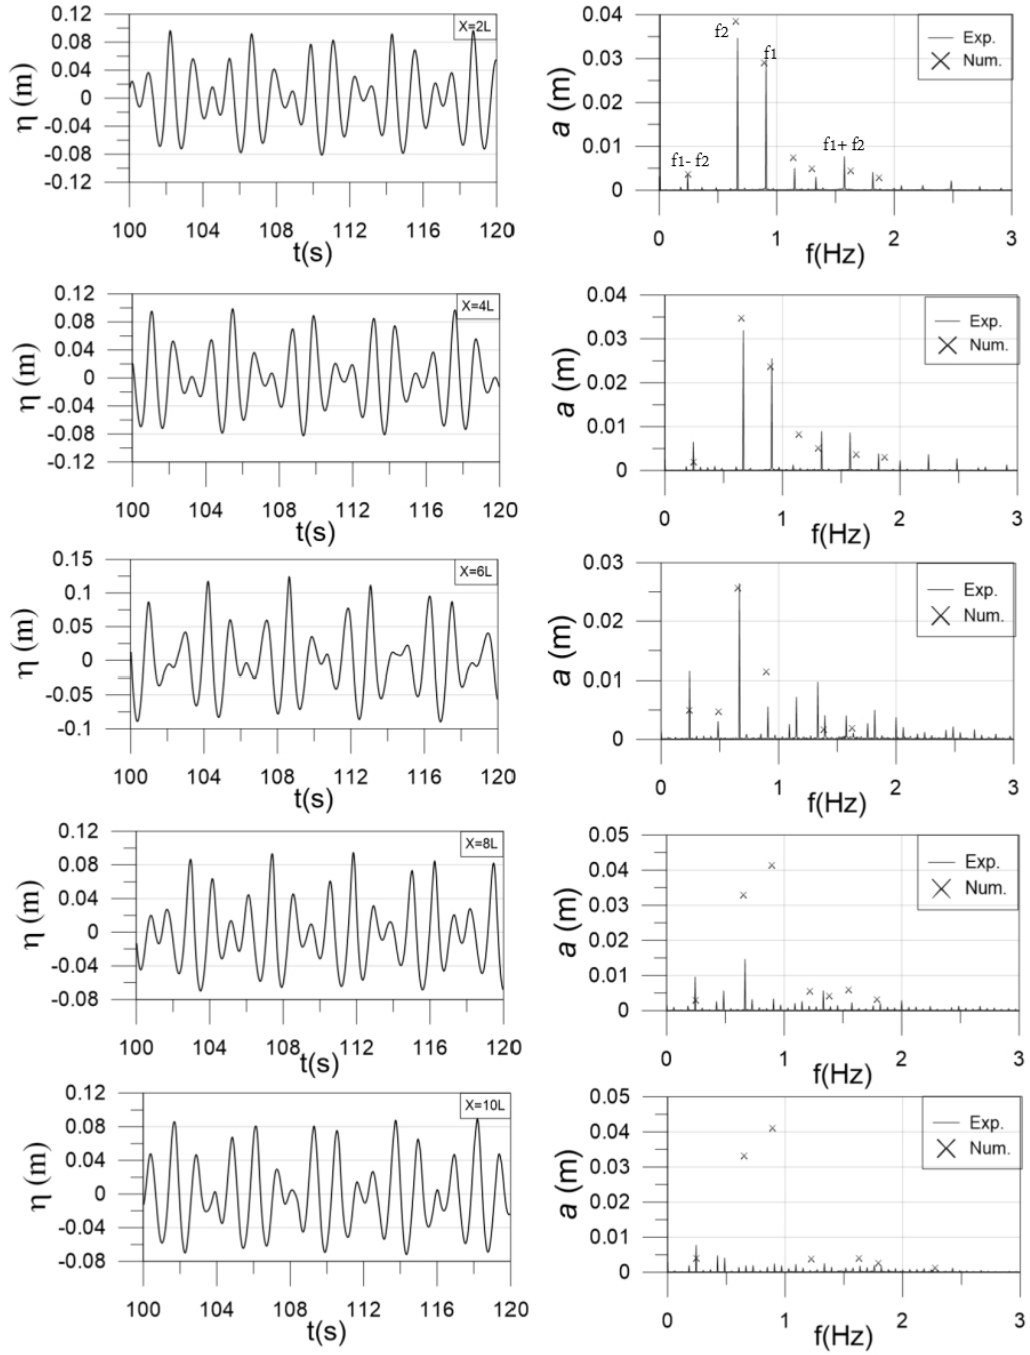 0.12
0.08
0.04
0
-0.04
-0.08
-0.12
η (m)
X=2L
100 104 108 112 116 120
t(s)
0.04
0.03
0.02
0.01
0
a (m)
f2
f1
f1- f2
f1+ f2
Exp.
Num.
0 1 2 3
f(Hz)
0.12
0.08
0.04
0
-0.04
-0.08
-0.12
η (m)
X=4L
100 104 108 112 116 120
t(s)
0.04
0.03
0.02
0.01
0
a (m)
Exp.
Num.
0 1 2 3
f(Hz)
0.15
0.1
0.05
0
-0.05
-0.1
η (m)
X=6L
100 104 108 112 116 120
t(s)
0.03
0.02
0.01
0
a (m)
Exp.
Num.
0 1 2 3
f(Hz)
0.12
0.08
0.04
0
-0.04
-0.08
η (m)
X=8L
100 104 108 112 116 120
t(s)
0.05
0.04
0.03
0.02
0.01
0
a (m)
Exp.
Num.
0 1 2 3
f(Hz)
0.12
0.08
0.04
0
-0.04
-0.08
η (m)
X=10L
100 104 108 112 116 120
t(s)
0.05
0.04
0.03
0.02
0.01
0
a (m)
Exp.
Num.
0 1 2 3
f(Hz)